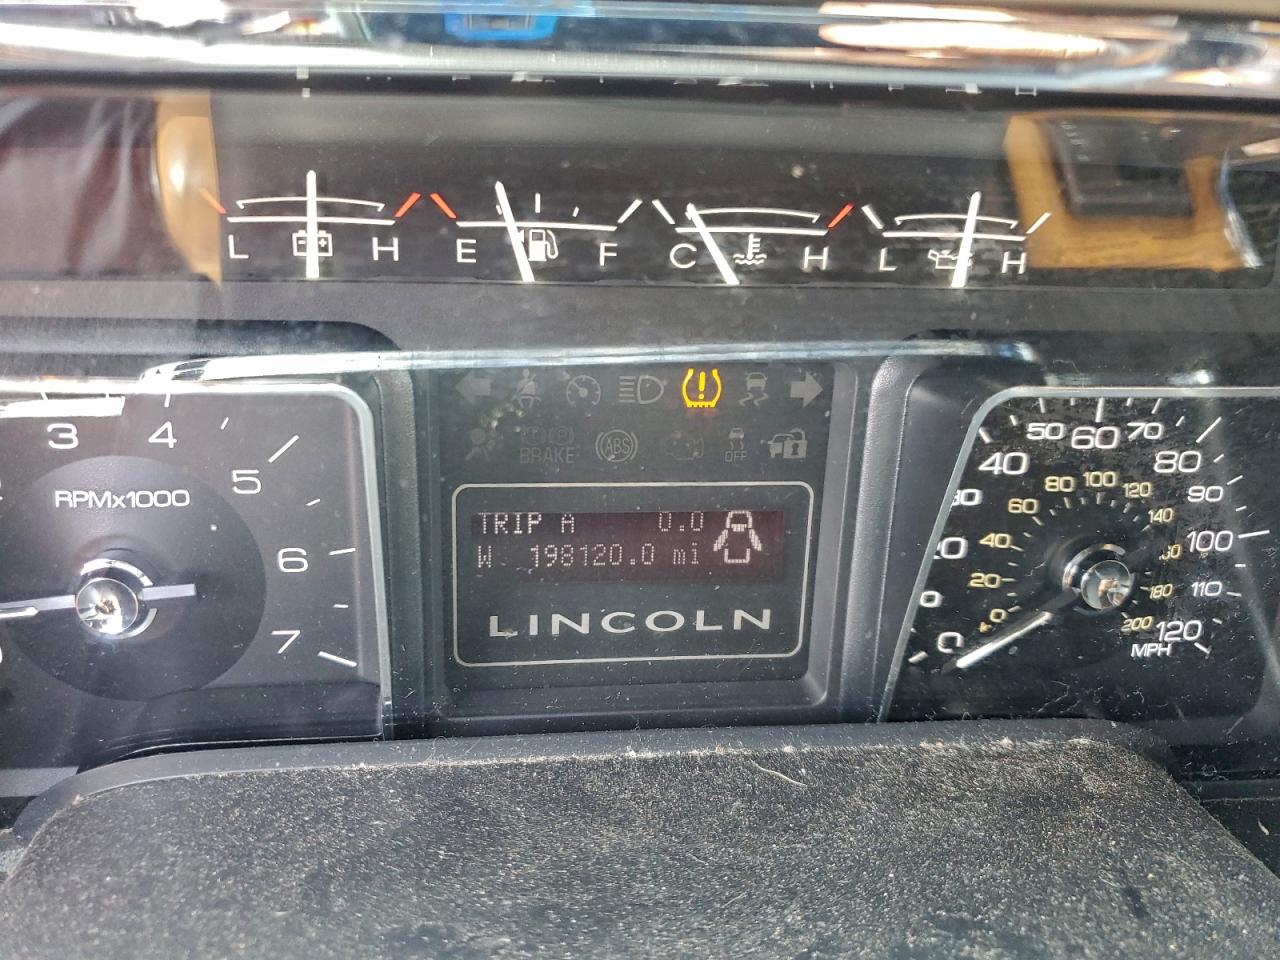 L H E F C H L H
3 4 5 6 7
RPMx1000
BRAKE ABS OFF
TRIP A 0.0
W 198120.0 mi
LINCOLN
0 40 50 60 70 80 90 100 110 120
MPH
0 20 40 60 80 100 120 140 180 200